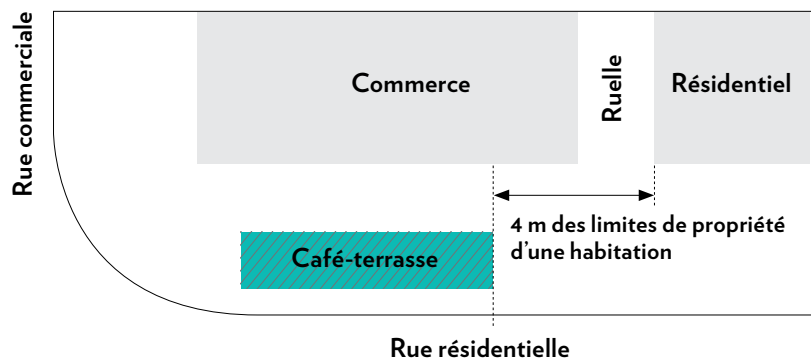 Rue commerciale
Commerce
Ruelle
Résidentiel
4 m des limites de propriété
d’une habitation
Café-terrasse
Rue résidentielle